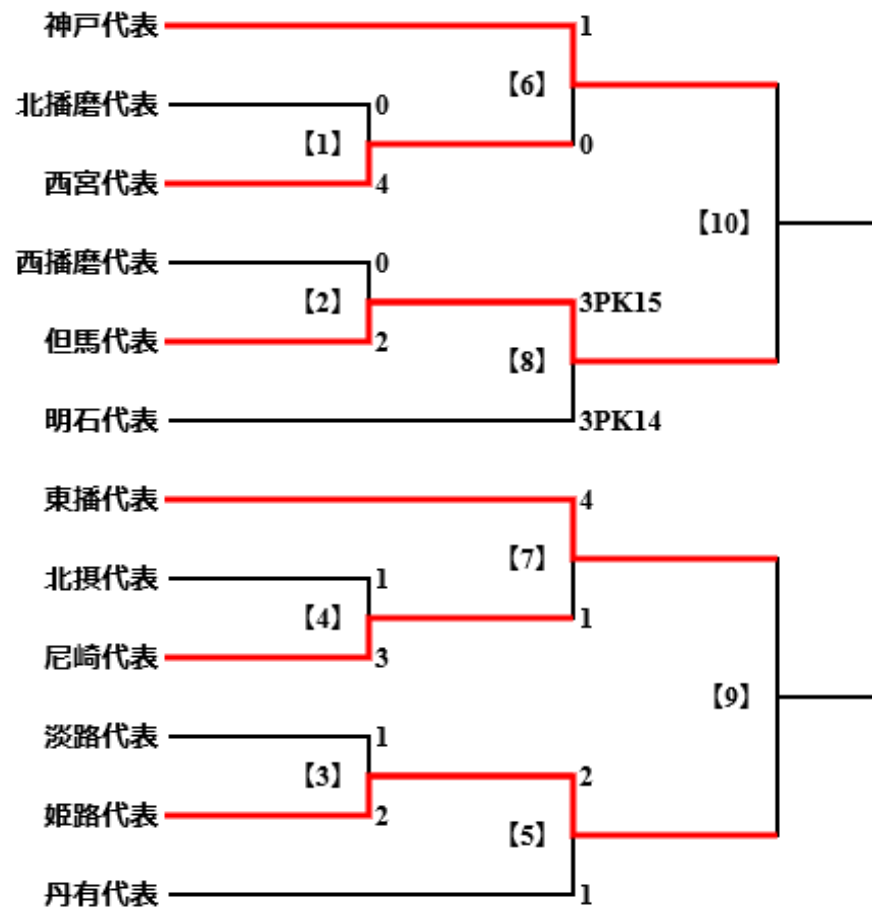 神戸代表
1
【6】
北播磨代表
0
【1】
0
西宮代表
4
【10】
西播磨代表
0
【2】
3PK15
但馬代表
2
【8】
明石代表
3PK14
東播代表
4
【7】
北摂代表
1
【4】
1
尼崎代表
3
【9】
淡路代表
1
【3】
2
姫路代表
2
【5】
丹有代表
1